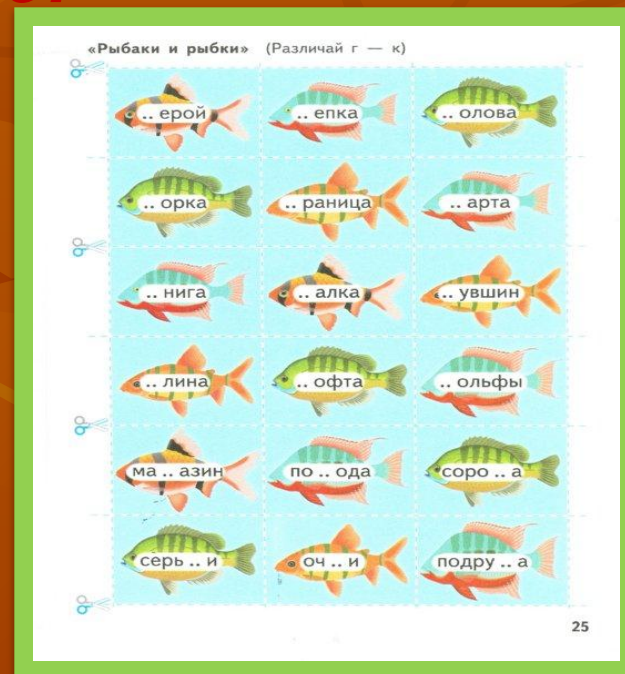 «Рыбаки и рыбки» (Различай г — к)
.. ерой .. епка .. олова
.. орка .. раница .. арта
.. нига .. алка .. увшин
.. лина .. офта .. ольфы
ма .. азин по .. ода соро .. а
серь .. и оч .. и подру .. а
25